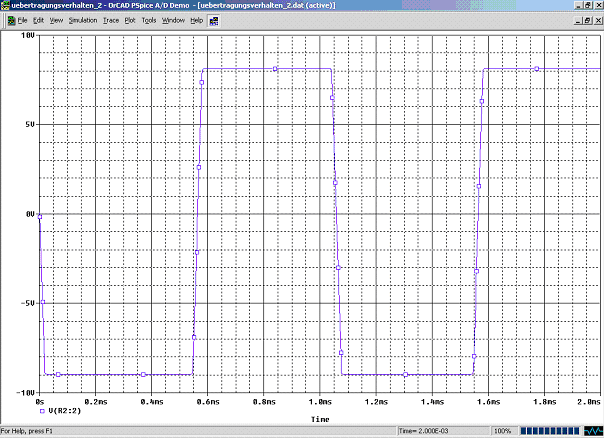 uebertragungsverhalten_2 - OrCAD PSpice A/D Demo - [uebertragungsverhalten_2.dat (active)]
File Edit View Simulation Trace Plot Tools Window Help
10V
5V
0V
-5V
-10V
0s 0.2ms 0.4ms 0.6ms 0.8ms 1.0ms 1.2ms 1.4ms 1.6ms 1.8ms 2.0ms
V(R2:2)
Time
For Help, press F1 Time= 2.000E-03 100%